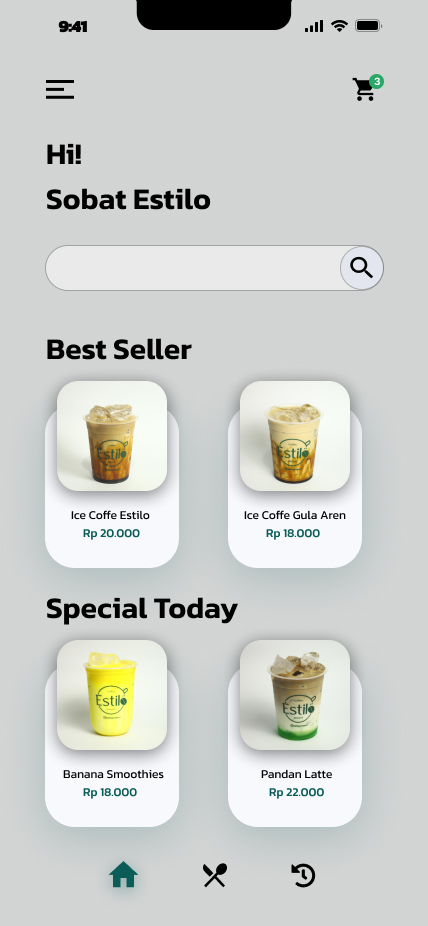 9:41
3
Hi!
Sobat Estilo
Best Seller
Estilo
Estilo
Ice Coffe Estilo
Ice Coffe Gula Aren
Rp 20.000
Rp 18.000
Special Today
Estilo
Estilo
Banana Smoothies
Pandan Latte
Rp 18.000
Rp 22.000